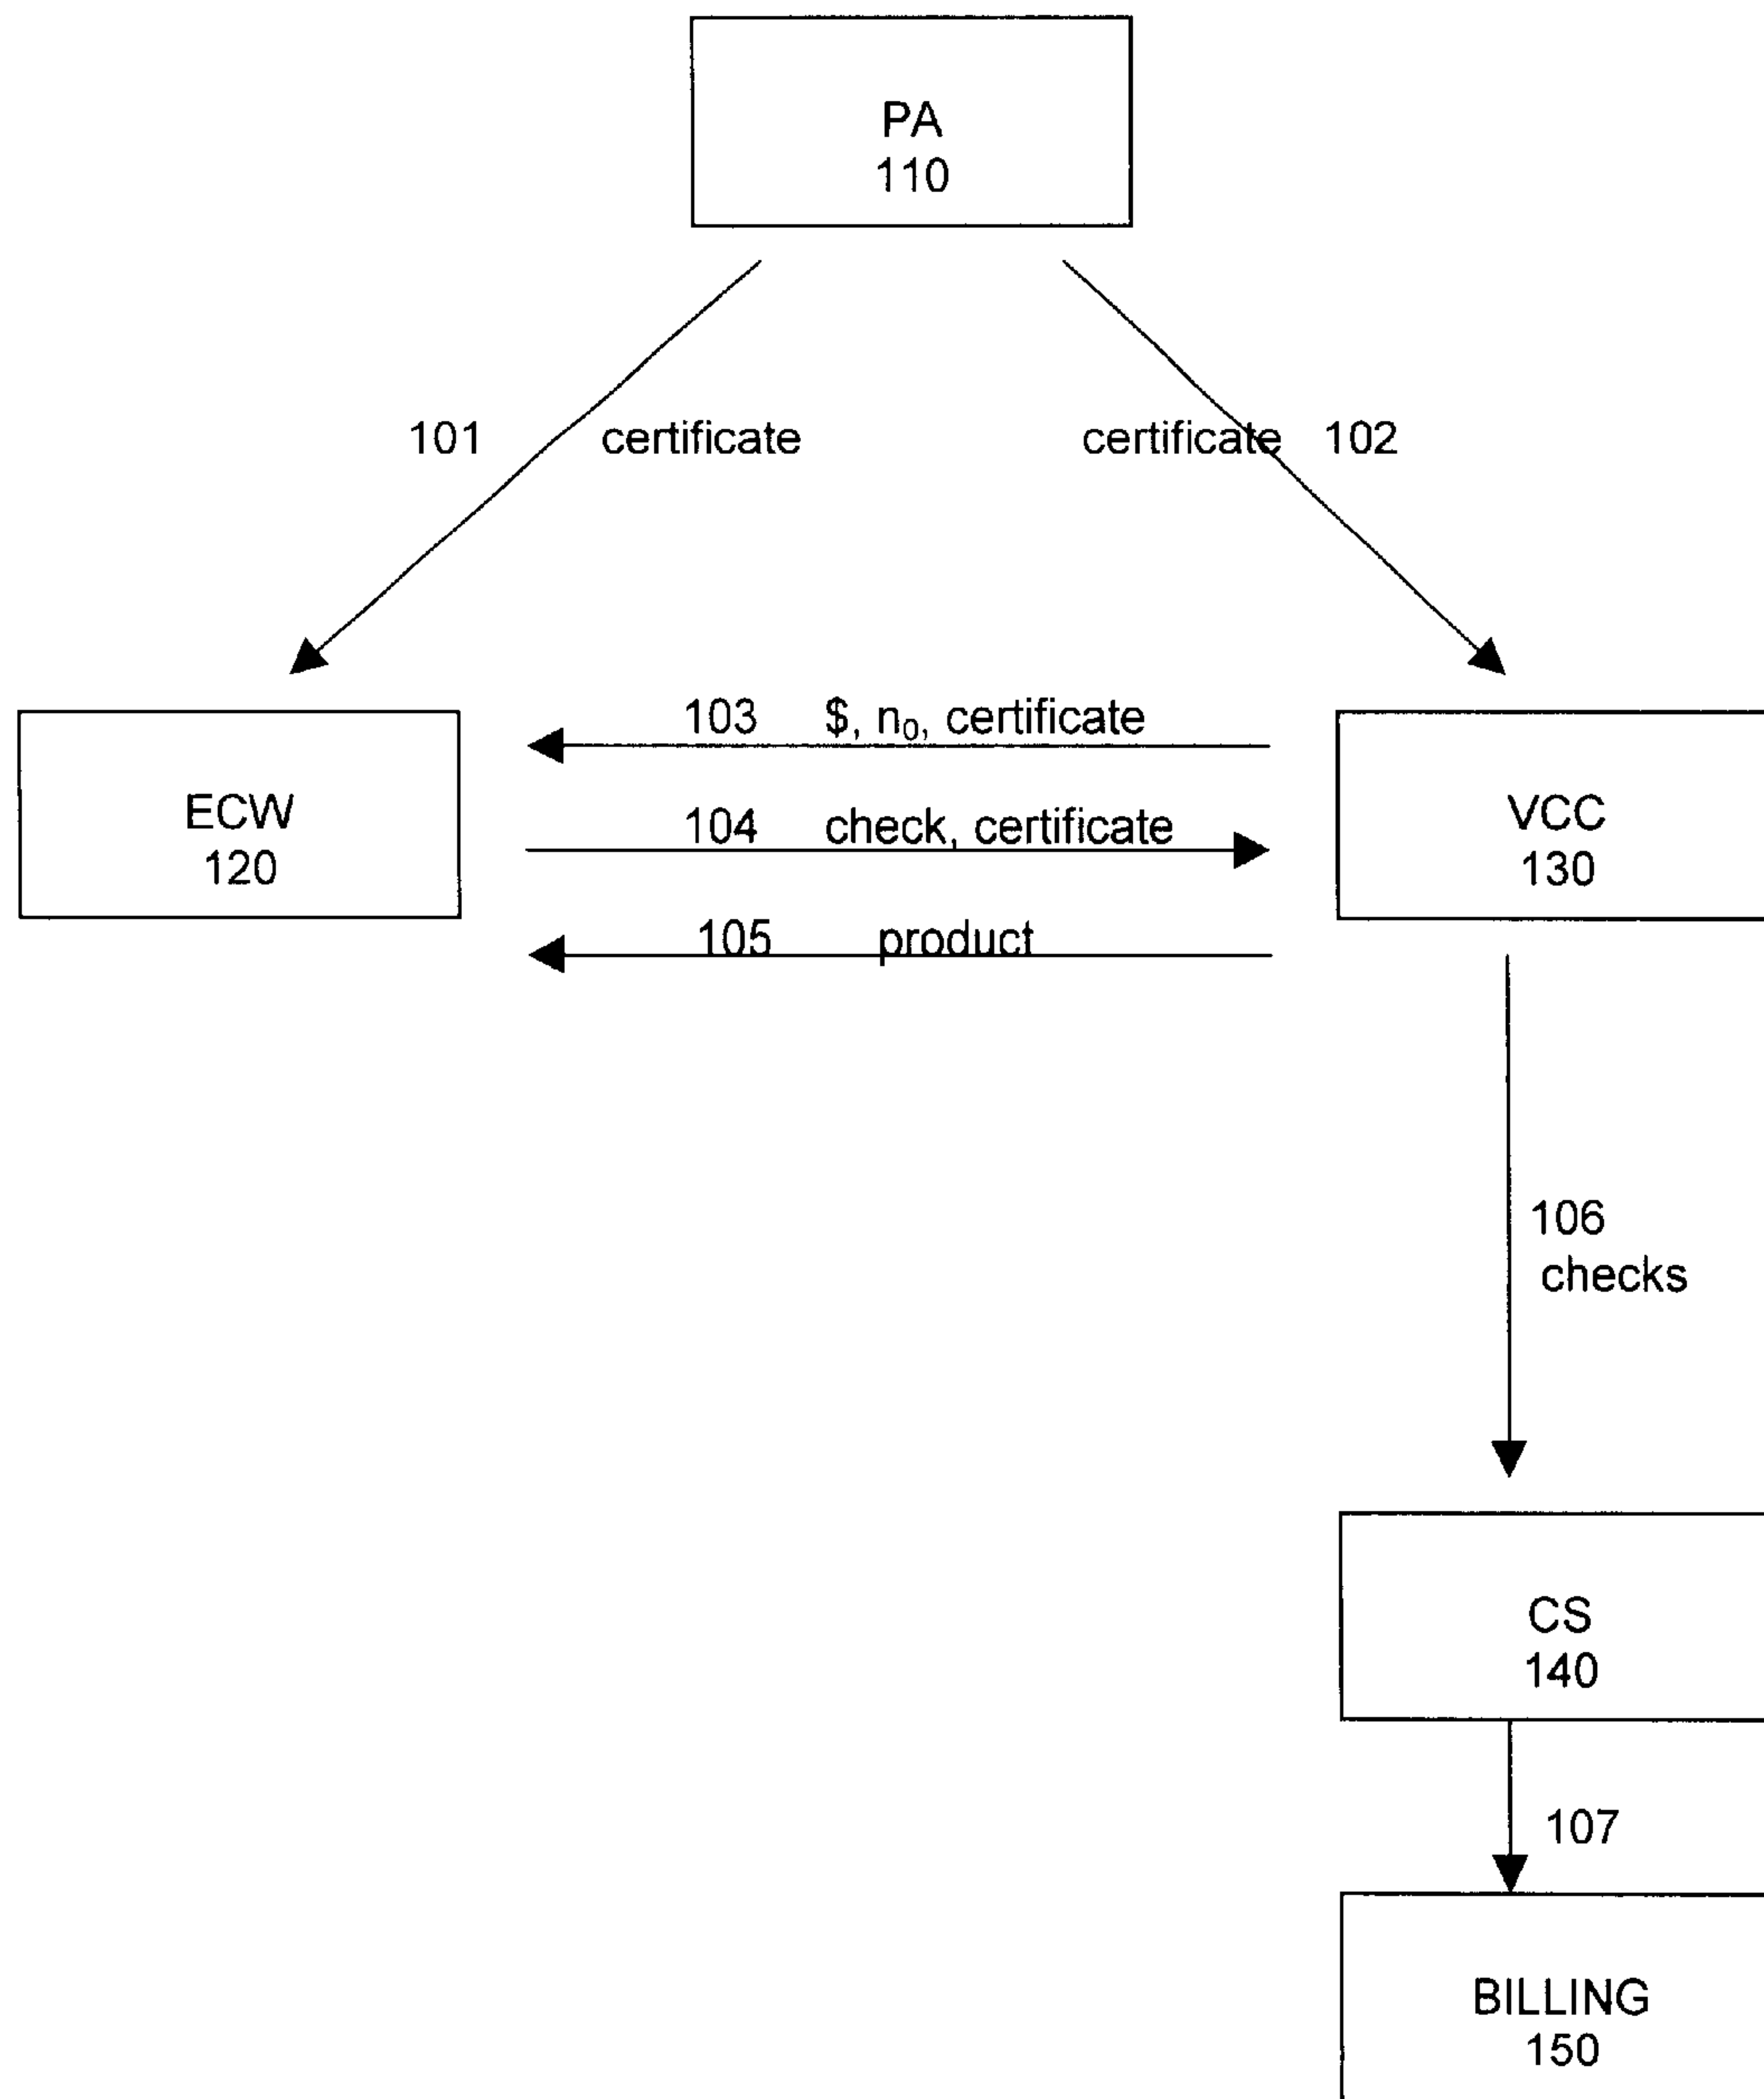 PA
110
101 certificate
certificate 102
103 $, n₀, certificate
ECW
120
104 check, certificate
VCC
130
105 product
106
checks
CS
140
107
BILLING
150